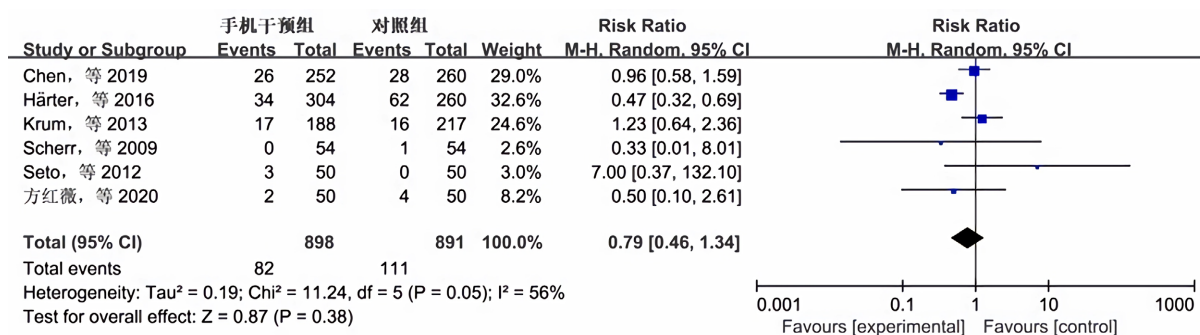 手机干预组 对照组 Risk Ratio Risk Ratio
Study or Subgroup Events Total Events Total Weight M-H, Random, 95% CI M-H, Random, 95% CI
Chen，等 2019 26 252 28 260 29.0% 0.96 [0.58, 1.59]
Härter，等 2016 34 304 62 260 32.6% 0.47 [0.32, 0.69]
Krum，等 2013 17 188 16 217 24.6% 1.23 [0.64, 2.36]
Scherr，等 2009 0 54 1 54 2.6% 0.33 [0.01, 8.01]
Seto，等 2012 3 50 0 50 3.0% 7.00 [0.37, 132.10]
方红薇，等 2020 2 50 4 50 8.2% 0.50 [0.10, 2.61]
Total (95% CI) 898 891 100.0% 0.79 [0.46, 1.34]
Total events 82 111
Heterogeneity: Tau² = 0.19; Chi² = 11.24, df = 5 (P = 0.05); I² = 56%
Test for overall effect: Z = 0.87 (P = 0.38)
0.001 0.1 1 10 1000
Favours [experimental] Favours [control]